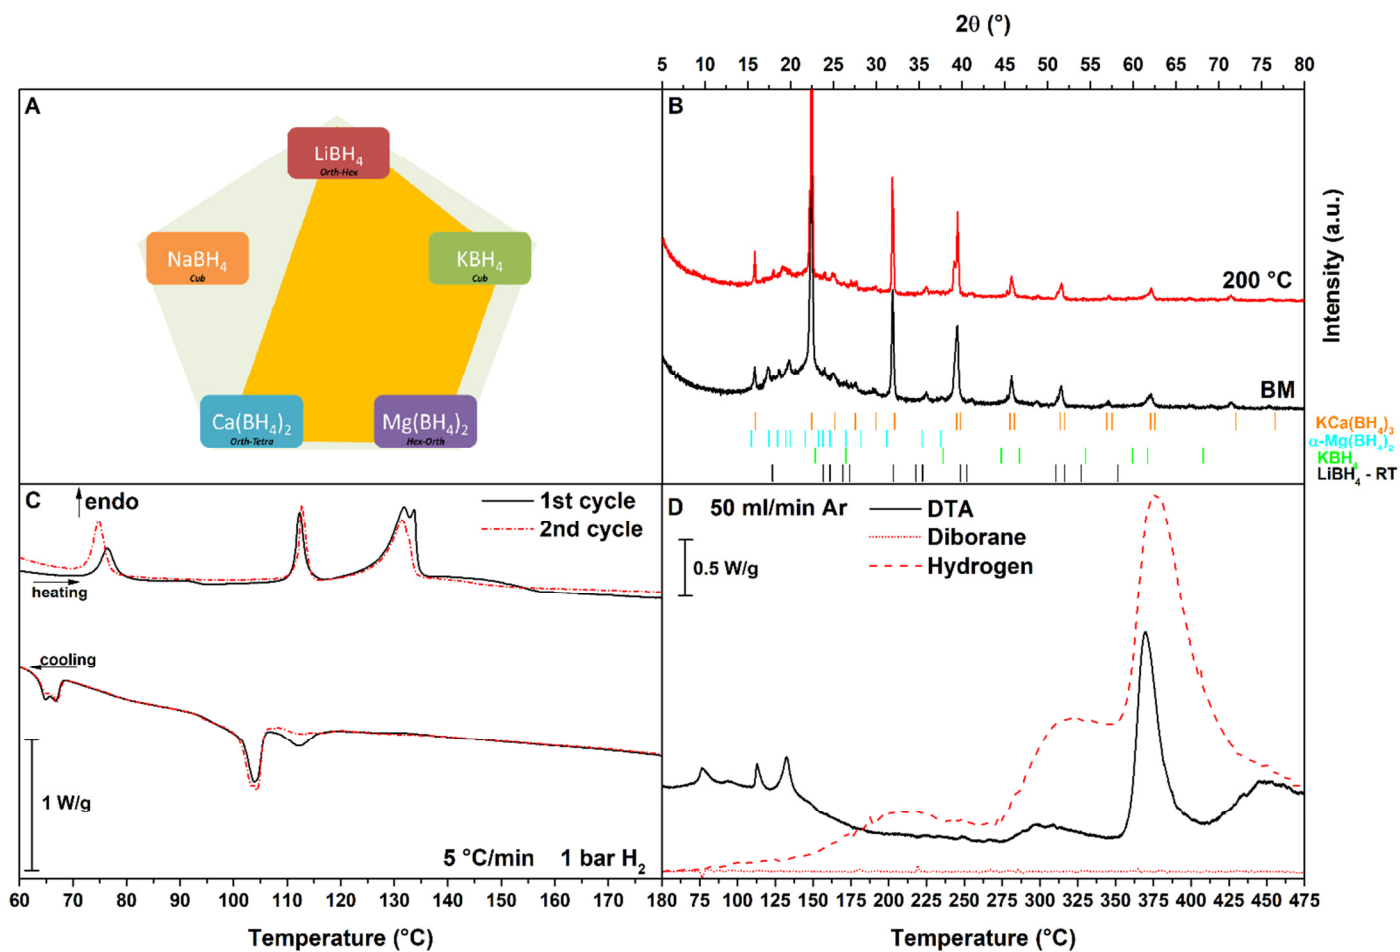 2θ (°)
5 10 15 20 25 30 35 40 45 50 55 60 65 70 75 80
A
LiBH4
Orth-Hex
NaBH4
Cub
KBH4
Cub
Ca(BH4)2
Orth-Tetra
Mg(BH4)2
Hex-Orth
B
200 °C
BM
Intensity (a.u.)
KCa(BH4)3
α-Mg(BH4)2
KBH4
LiBH4 - RT
C
endo
1st cycle
2nd cycle
heating
cooling
1 W/g
5 °C/min 1 bar H2
60 70 80 90 100 110 120 130 140 150 160 170 180
Temperature (°C)
D
50 ml/min Ar
0.5 W/g
DTA
Diborane
Hydrogen
75 100 125 150 175 200 225 250 275 300 325 350 375 400 425 450 475
Temperature (°C)